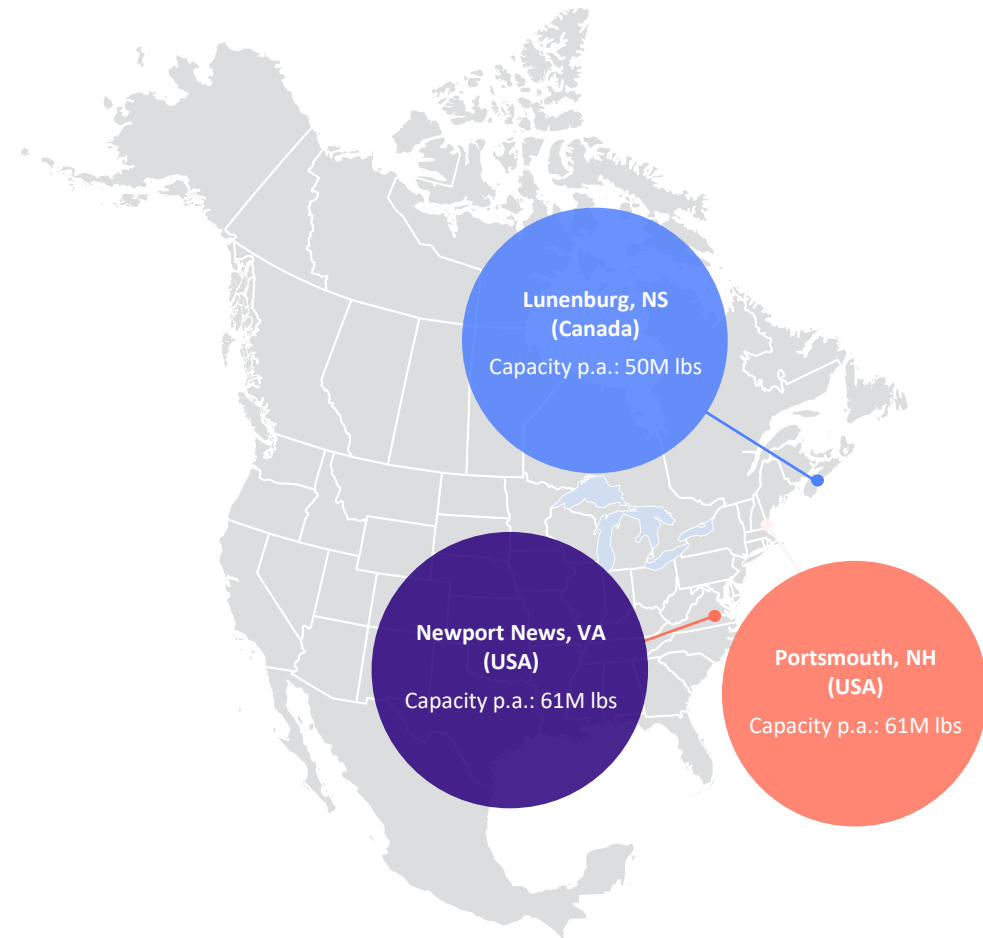 Lunenburg, NS
(Canada)
Capacity p.a.: 50M lbs
Newport News, VA
(USA)
Capacity p.a.: 61M lbs
Portsmouth, NH
(USA)
Capacity p.a.: 61M lbs